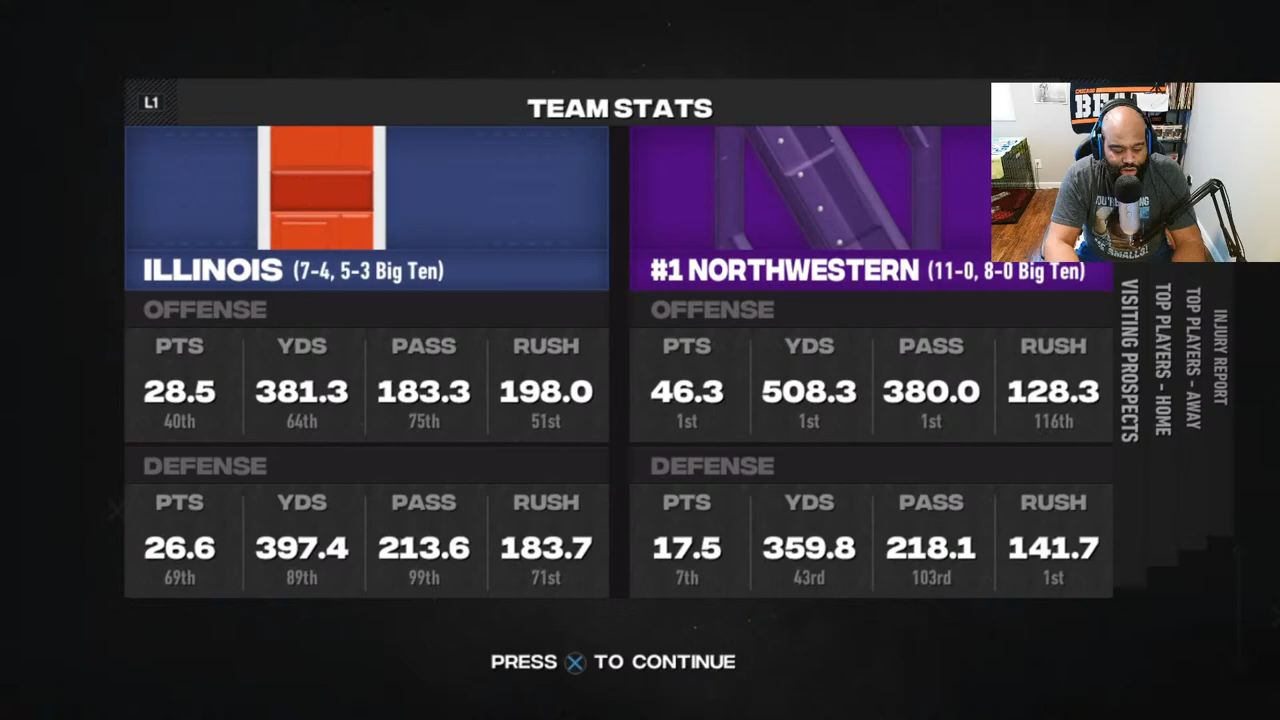 L1
TEAM STATS
ILLINOIS (7-4, 5-3 Big Ten)
OFFENSE
PTS YDS PASS RUSH
28.5 381.3 183.3 198.0
40th 64th 75th 51st
DEFENSE
PTS YDS PASS RUSH
26.6 397.4 213.6 183.7
69th 89th 99th 71st
#1 NORTHWESTERN (11-0, 8-0 Big Ten)
OFFENSE
PTS YDS PASS RUSH
46.3 508.3 380.0 128.3
1st 1st 1st 116th
DEFENSE
PTS YDS PASS RUSH
17.5 359.8 218.1 141.7
7th 43rd 103rd 1st
VISITING PROSPECTS
TOP PLAYERS - HOME
TOP PLAYERS - AWAY
INJURY REPORT
CHICAGO
PRESS X TO CONTINUE